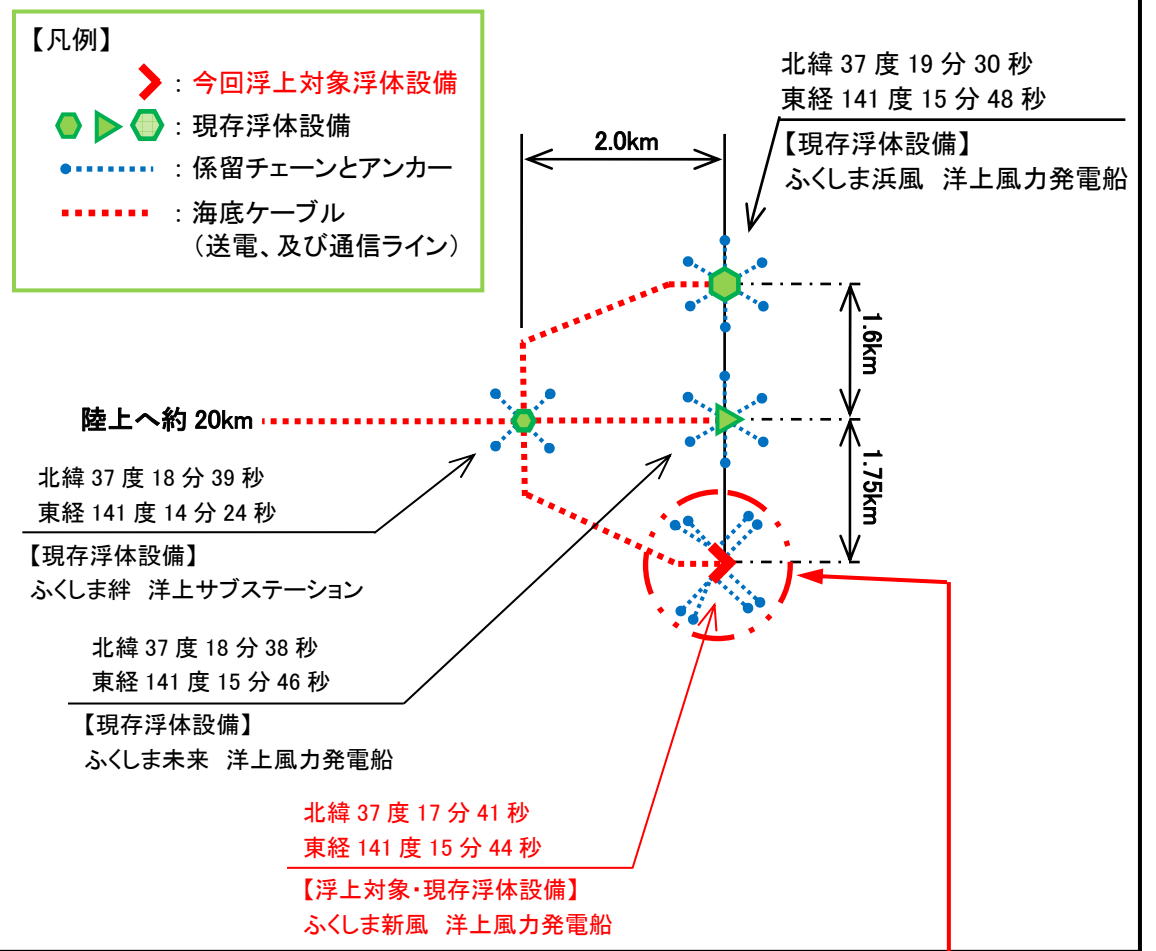 【凡例】
：今回浮上対象浮体設備
：現存浮体設備
：係留チェーンとアンカー
：海底ケーブル
（送電、及び通信ライン）
北緯 37 度 19 分 30 秒
東経 141 度 15 分 48 秒
【現存浮体設備】
ふくしま浜風 洋上風力発電船
2.0km
1.6km
1.75km
陸上へ約 20km
北緯 37 度 18 分 39 秒
東経 141 度 14 分 24 秒
【現存浮体設備】
ふくしま絆 洋上サブステーション
北緯 37 度 18 分 38 秒
東経 141 度 15 分 46 秒
【現存浮体設備】
ふくしま未来 洋上風力発電船
北緯 37 度 17 分 41 秒
東経 141 度 15 分 44 秒
【浮上対象・現存浮体設備】
ふくしま新風 洋上風力発電船